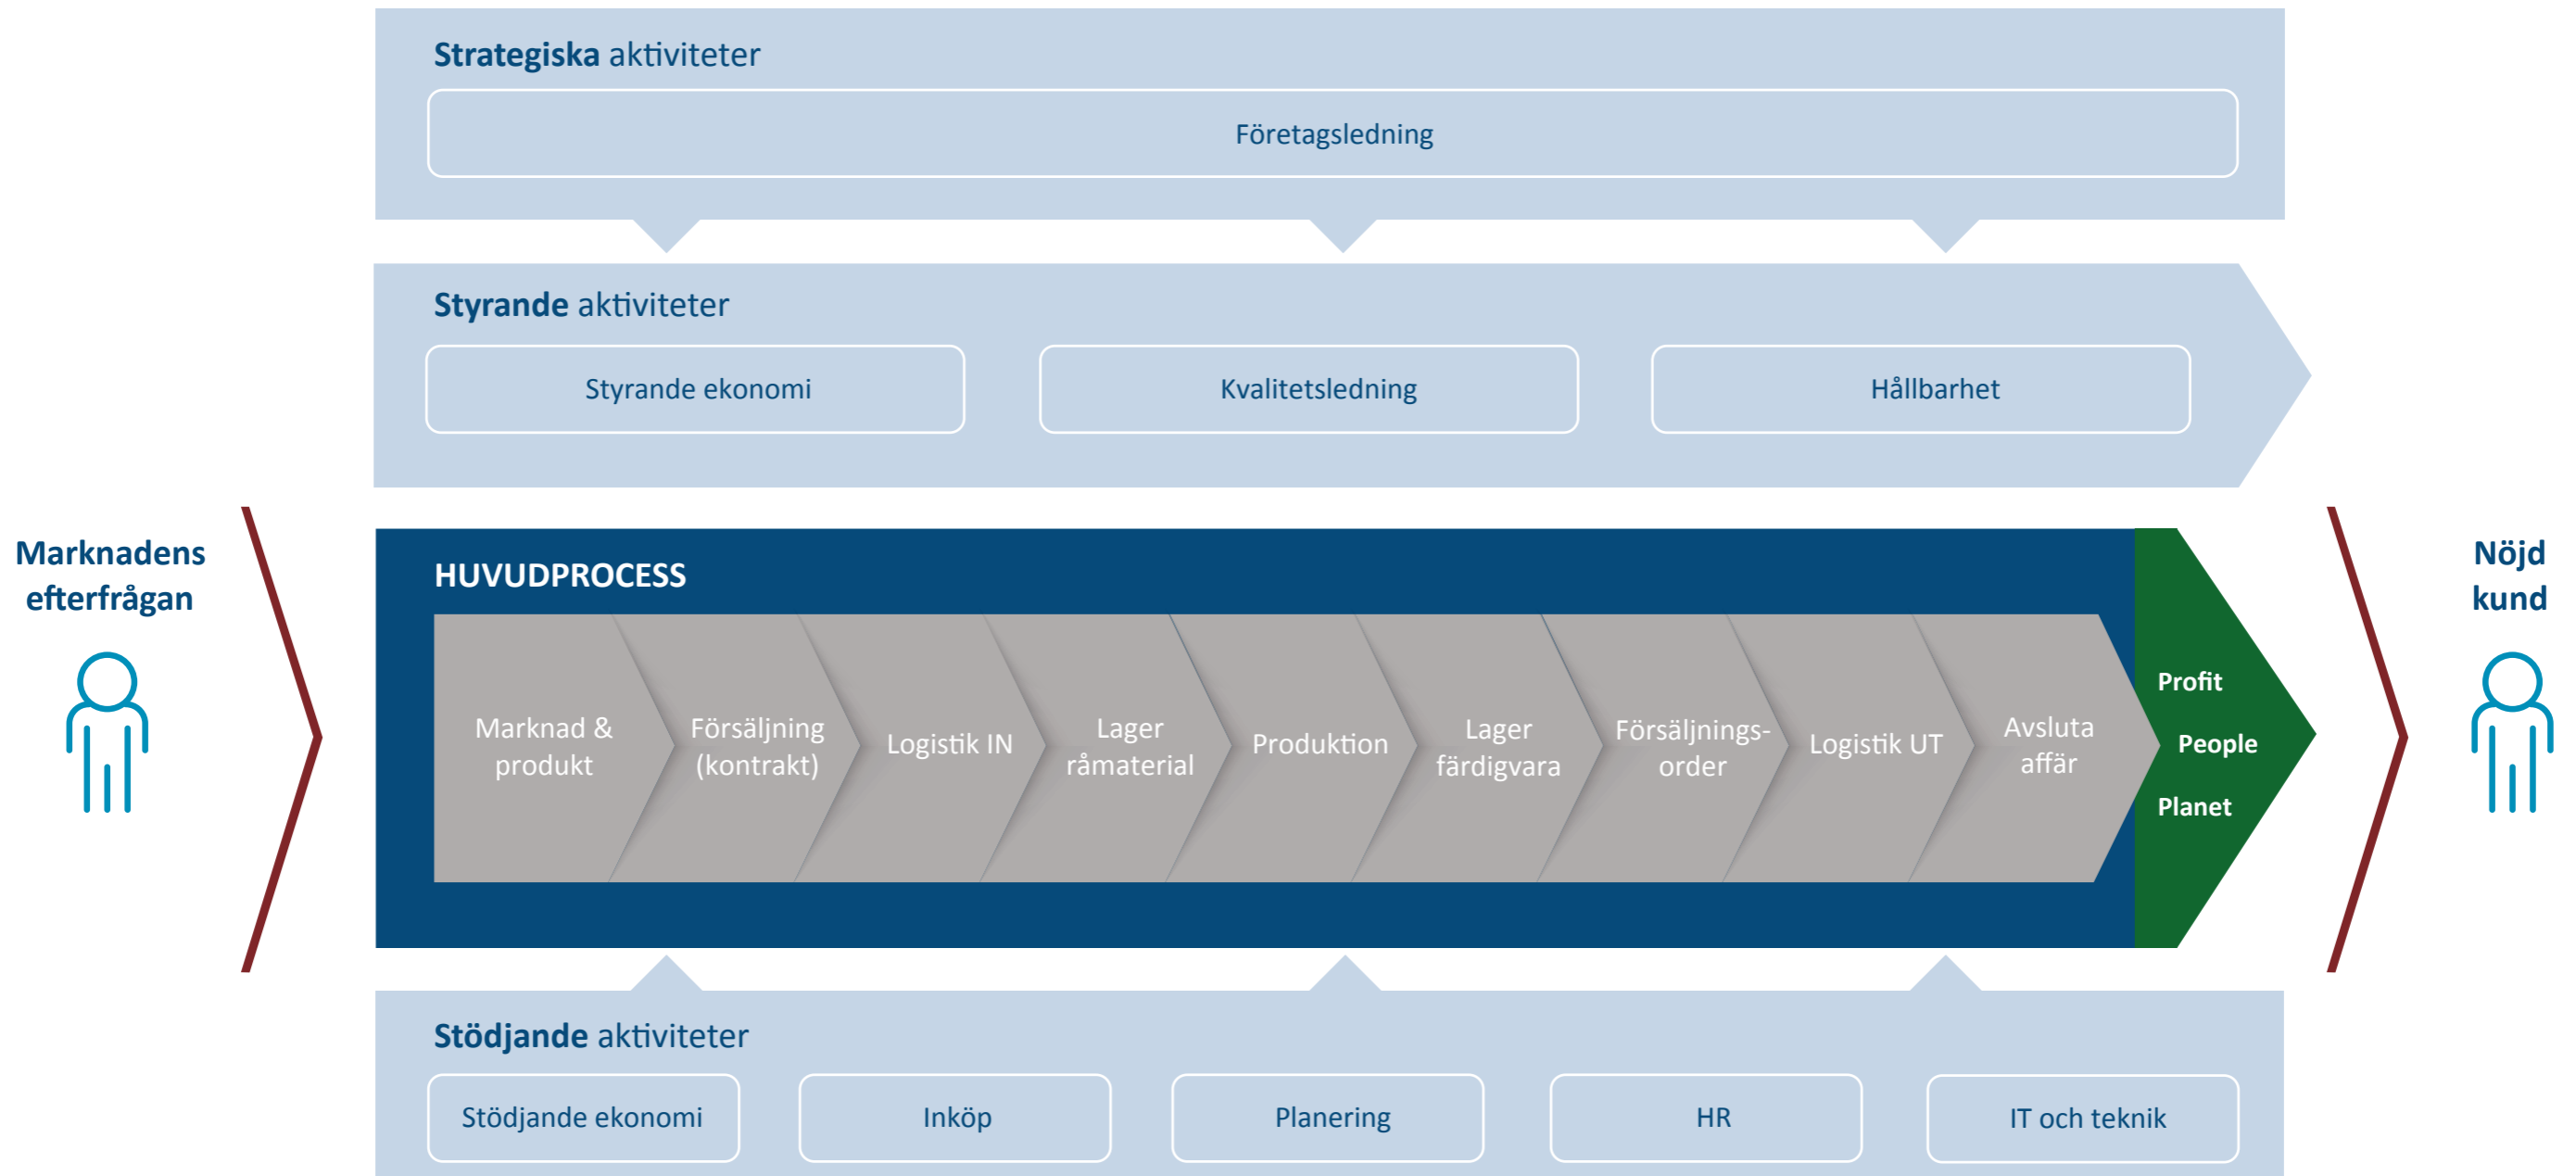 Strategiska aktiviteter
Företagsledning
Styrande aktiviteter
Styrande ekonomi
Kvalitetsledning
Hållbarhet
Marknadens
efterfrågan
HUVUDPROCESS
Marknad &
produkt
Försäljning
(kontrakt)
Logistik IN
Lager
råmaterial
Produktion
Lager
färdigvara
Försäljnings-
order
Logistik UT
Avsluta
affär
Profit
People
Planet
Nöjd
kund
Stödjande aktiviteter
Stödjande ekonomi
Inköp
Planering
HR
IT och teknik